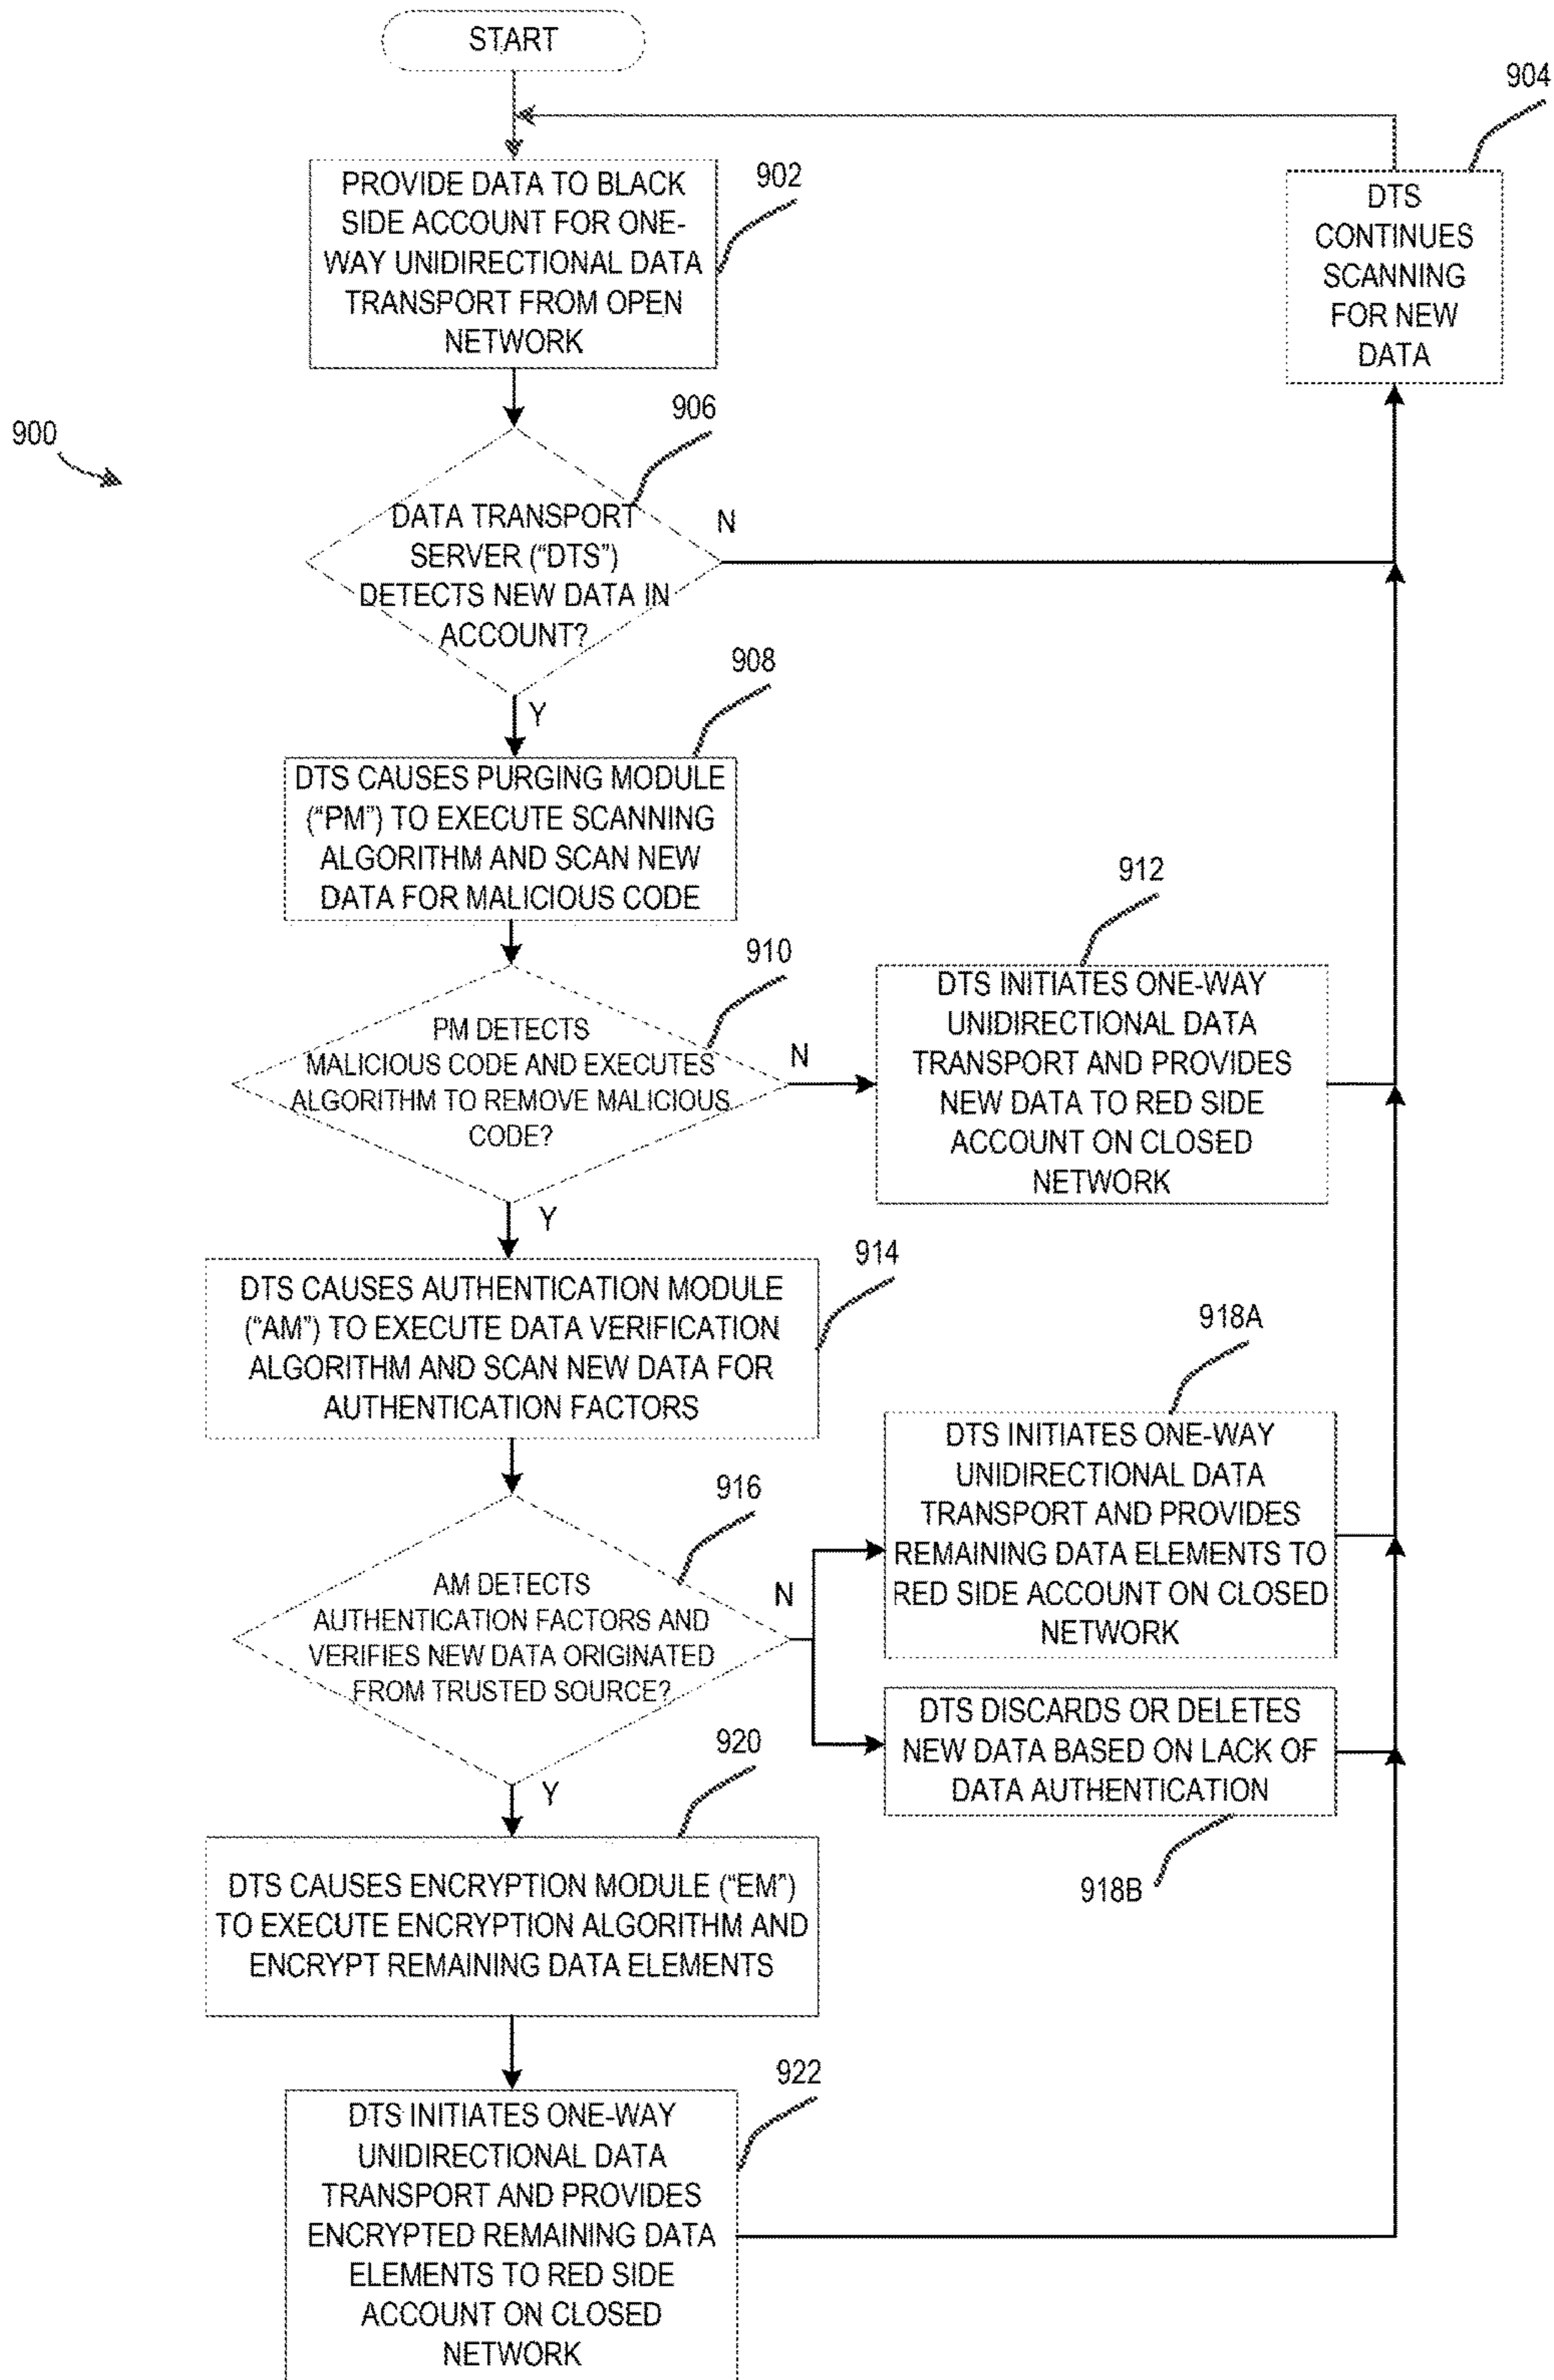 START
904
PROVIDE DATA TO BLACK
SIDE ACCOUNT FOR ONE-
WAY UNIDIRECTIONAL DATA
TRANSPORT FROM OPEN
NETWORK
902
DTS
CONTINUES
SCANNING
FOR NEW
DATA
900
906
DATA TRANSPORT
SERVER ("DTS")
DETECTS NEW DATA IN
ACCOUNT?
N
Y
908
DTS CAUSES PURGING MODULE
("PM") TO EXECUTE SCANNING
ALGORITHM AND SCAN NEW
DATA FOR MALICIOUS CODE
910
PM DETECTS
MALICIOUS CODE AND EXECUTES
ALGORITHM TO REMOVE MALICIOUS
CODE?
N
912
DTS INITIATES ONE-WAY
UNIDIRECTIONAL DATA
TRANSPORT AND PROVIDES
NEW DATA TO RED SIDE
ACCOUNT ON CLOSED
NETWORK
Y
914
DTS CAUSES AUTHENTICATION MODULE
("AM") TO EXECUTE DATA VERIFICATION
ALGORITHM AND SCAN NEW DATA FOR
AUTHENTICATION FACTORS
916
AM DETECTS
AUTHENTICATION FACTORS AND
VERIFIES NEW DATA ORIGINATED
FROM TRUSTED SOURCE?
N
918A
DTS INITIATES ONE-WAY
UNIDIRECTIONAL DATA
TRANSPORT AND PROVIDES
REMAINING DATA ELEMENTS TO
RED SIDE ACCOUNT ON CLOSED
NETWORK
DTS DISCARDS OR DELETES
NEW DATA BASED ON LACK OF
DATA AUTHENTICATION
918B
Y
920
DTS CAUSES ENCRYPTION MODULE ("EM")
TO EXECUTE ENCRYPTION ALGORITHM AND
ENCRYPT REMAINING DATA ELEMENTS
922
DTS INITIATES ONE-WAY
UNIDIRECTIONAL DATA
TRANSPORT AND PROVIDES
ENCRYPTED REMAINING DATA
ELEMENTS TO RED SIDE
ACCOUNT ON CLOSED
NETWORK